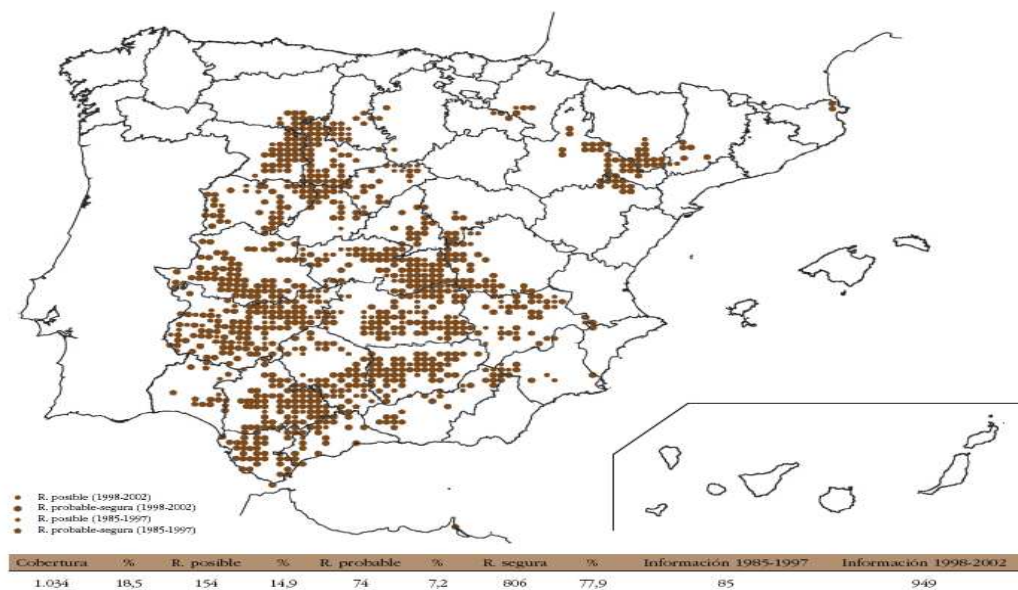 R. posible (1998-2002)
R. probable-segura (1998-2002)
R. posible (1985-1997)
R. probable-segura (1985-1997)
Cobertura % R. posible % R. probable % R. segura % Información 1985-1997 Información 1998-2002
1.034 18,5 154 14,9 74 7,2 806 77,9 85 949